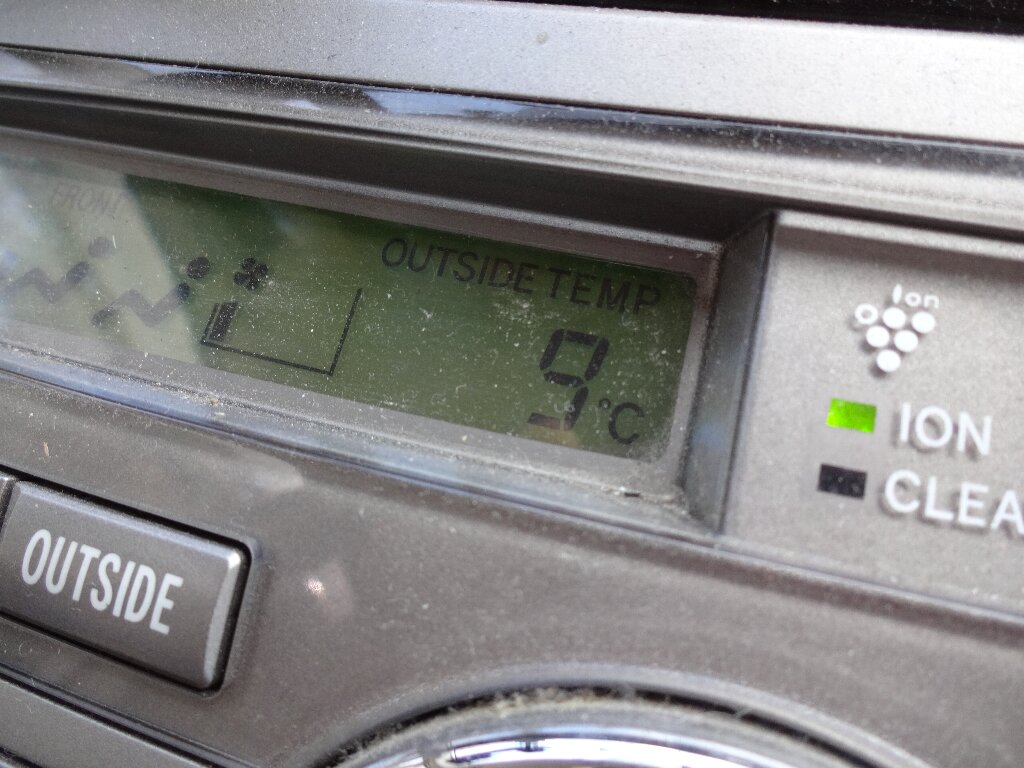 FRONT
OUTSIDE TEMP
9°C
Ion
ION
CLEA
OUTSIDE